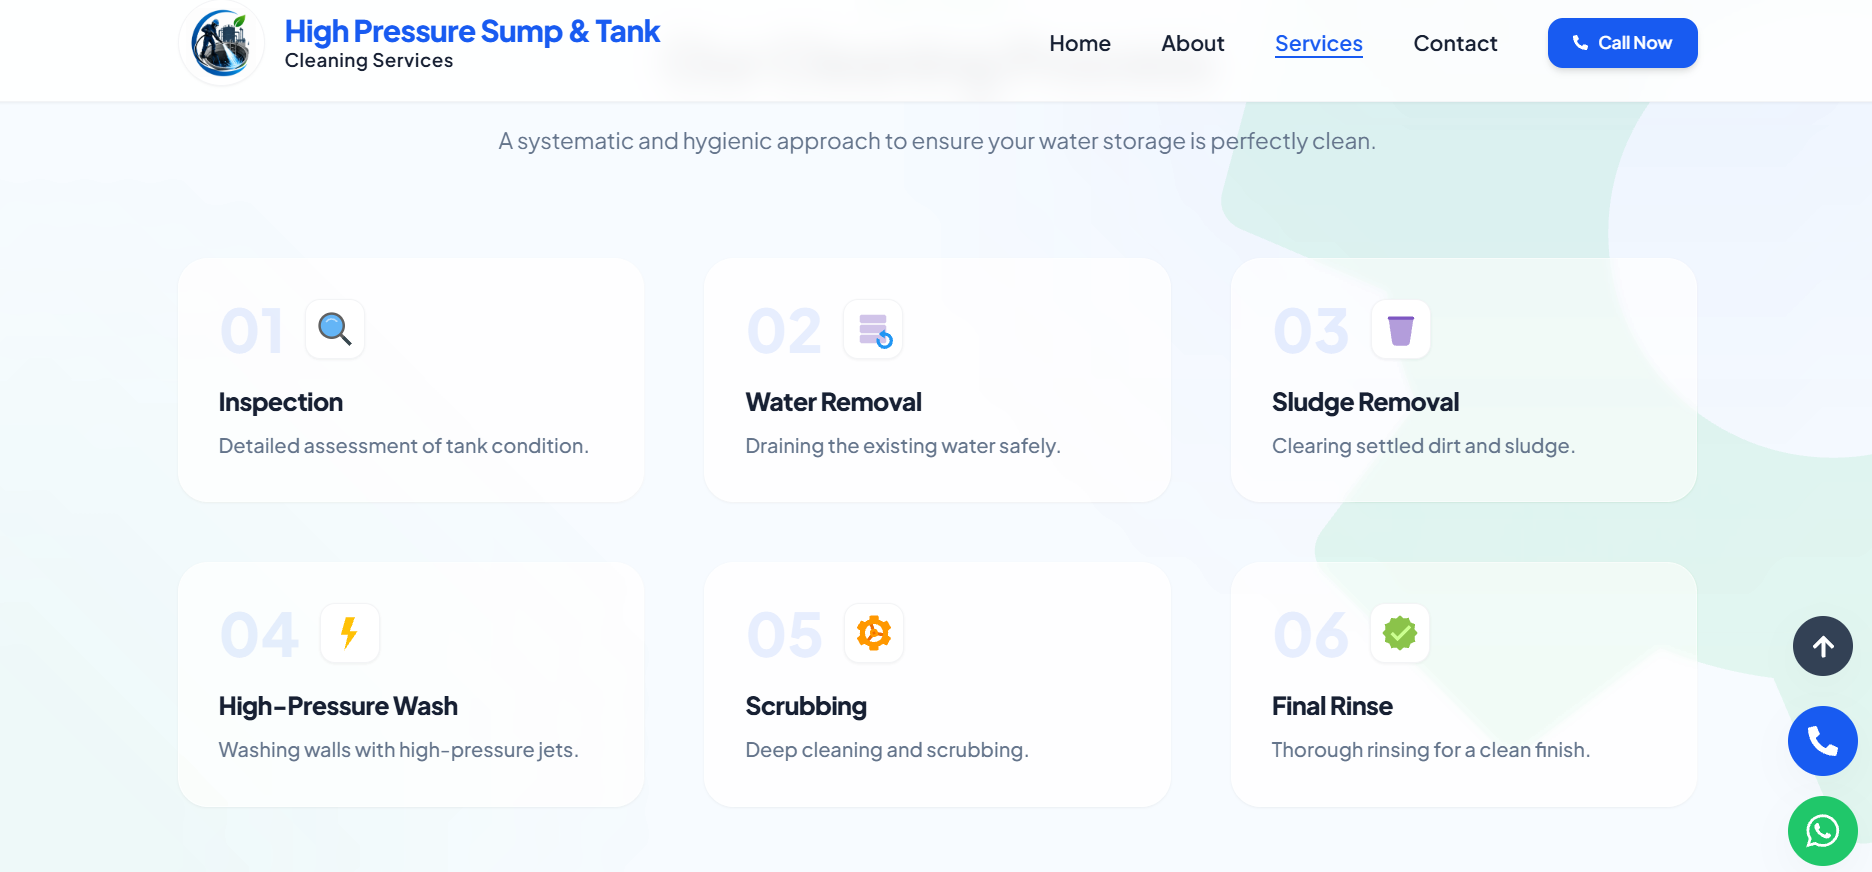 High Pressure Sump & Tank
Cleaning Services
Home
About
Services
Contact
Call Now
A systematic and hygienic approach to ensure your water storage is perfectly clean.
01
Inspection
Detailed assessment of tank condition.
02
Water Removal
Draining the existing water safely.
03
Sludge Removal
Clearing settled dirt and sludge.
04
High-Pressure Wash
Washing walls with high-pressure jets.
05
Scrubbing
Deep cleaning and scrubbing.
06
Final Rinse
Thorough rinsing for a clean finish.